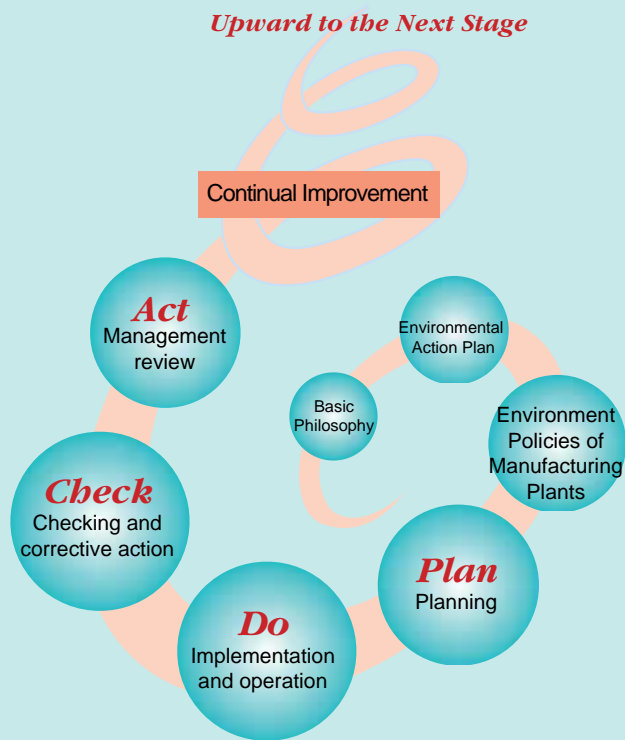 Upward to the Next Stage
Continual Improvement
Act
Management
review
Environmental
Action Plan
Basic
Philosophy
Environment
Policies of
Manufacturing
Plants
Check
Checking and
corrective action
Plan
Planning
Do
Implementation
and operation